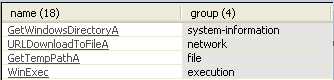 name (18) group (4)
GetWindowsDirectoryA system-information
URLDownloadToFileA network
GetTempPathA file
WinExec execution